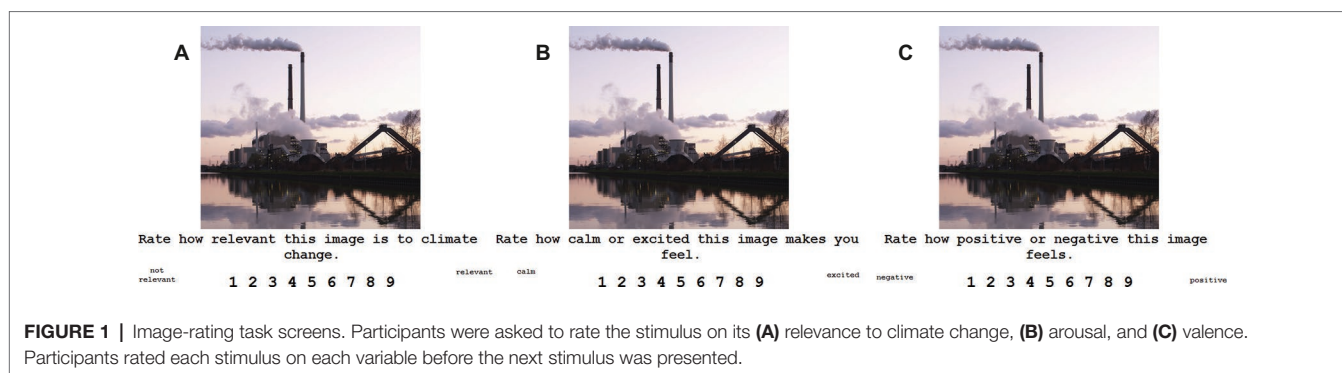 A
B
C
Rate how relevant this image is to climate
change.
not
relevant
1 2 3 4 5 6 7 8 9
relevant
Rate how calm or excited this image makes you
feel.
calm
1 2 3 4 5 6 7 8 9
excited
Rate how positive or negative this image
feels.
negative
1 2 3 4 5 6 7 8 9
positive
FIGURE 1 | Image-rating task screens. Participants were asked to rate the stimulus on its (A) relevance to climate change, (B) arousal, and (C) valence.
Participants rated each stimulus on each variable before the next stimulus was presented.